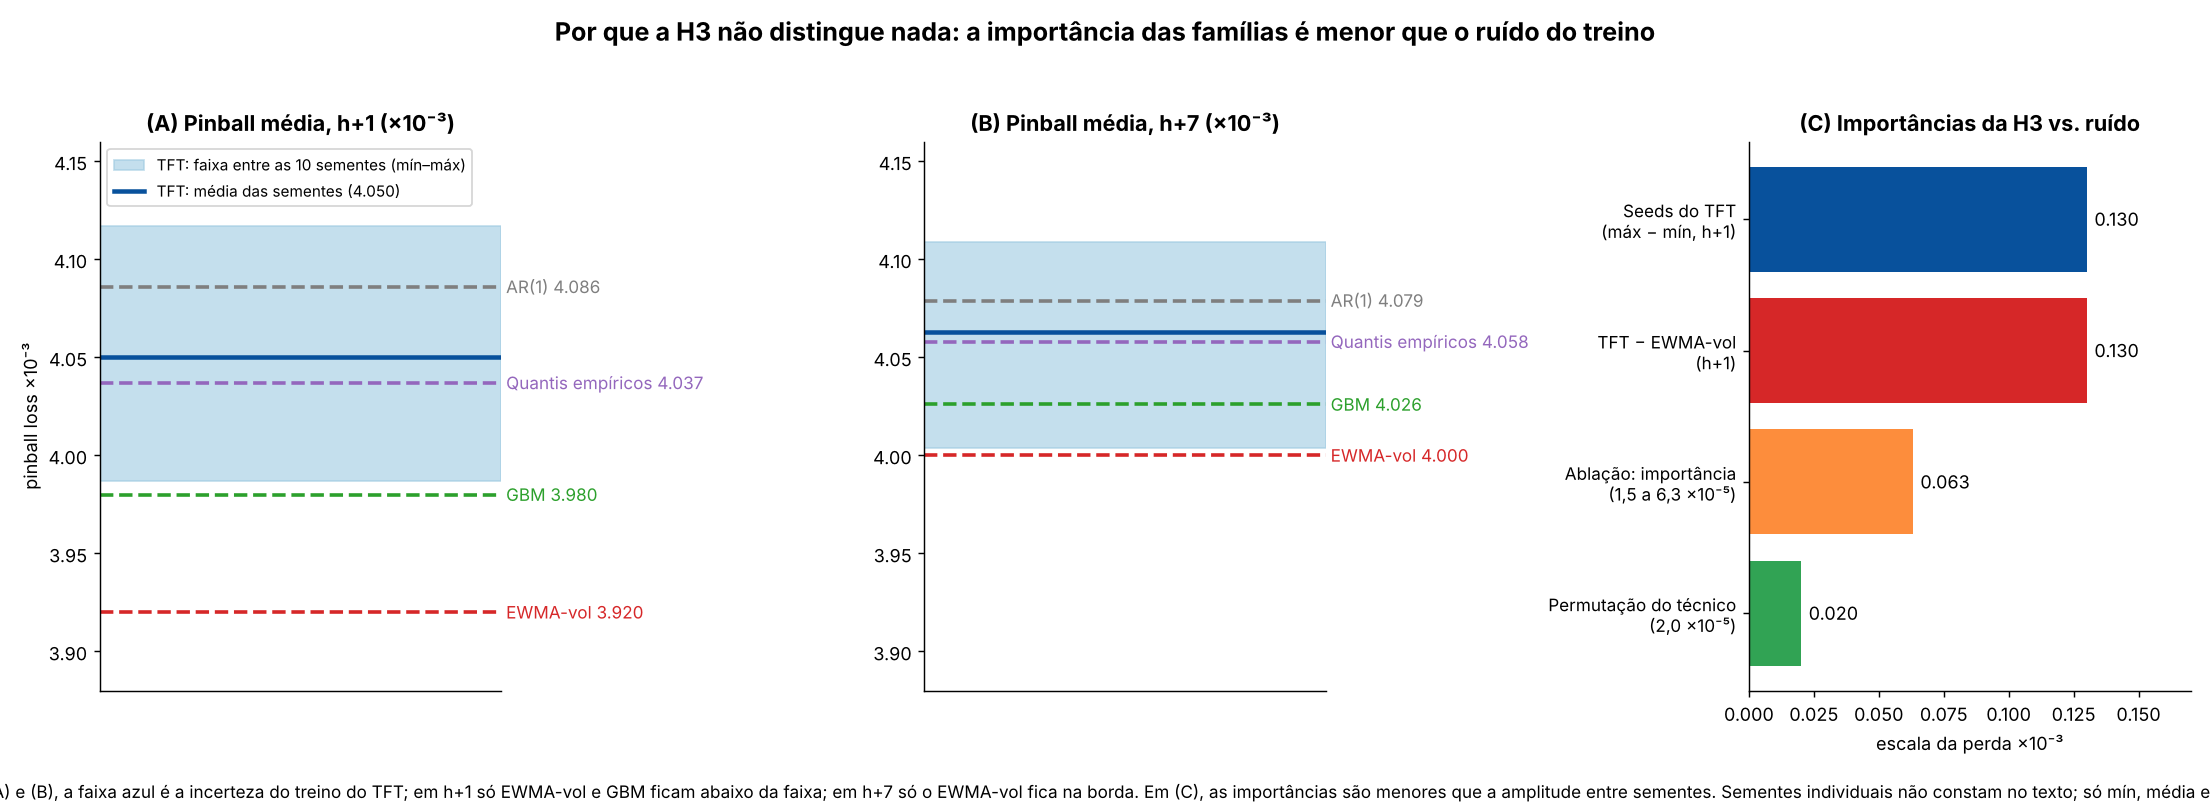 Por que a H3 não distingue nada: a importância das famílias é menor que o ruído do treino
(A) Pinball média, h+1 (×10⁻³)
pinball loss ×10⁻³
4.15
4.10
4.05
4.00
3.95
3.90
TFT: faixa entre as 10 sementes (mín–máx)
TFT: média das sementes (4.050)
AR(1) 4.086
Quantis empíricos 4.037
GBM 3.980
EWMA-vol 3.920
(B) Pinball média, h+7 (×10⁻³)
4.15
4.10
4.05
4.00
3.95
3.90
AR(1) 4.079
Quantis empíricos 4.058
GBM 4.026
EWMA-vol 4.000
(C) Importâncias da H3 vs. ruído
Seeds do TFT
(máx − mín, h+1)
0.130
TFT − EWMA-vol
(h+1)
0.130
Ablação: importância
(1,5 a 6,3 ×10⁻⁵)
0.063
Permutação do técnico
(2,0 ×10⁻⁵)
0.020
0.000 0.025 0.050 0.075 0.100 0.125 0.150
escala da perda ×10⁻³
) e (B), a faixa azul é a incerteza do treino do TFT; em h+1 só EWMA-vol e GBM ficam abaixo da faixa; em h+7 só o EWMA-vol fica na borda. Em (C), as importâncias são menores que a amplitude entre sementes. Sementes individuais não constam no texto; só mín, média e